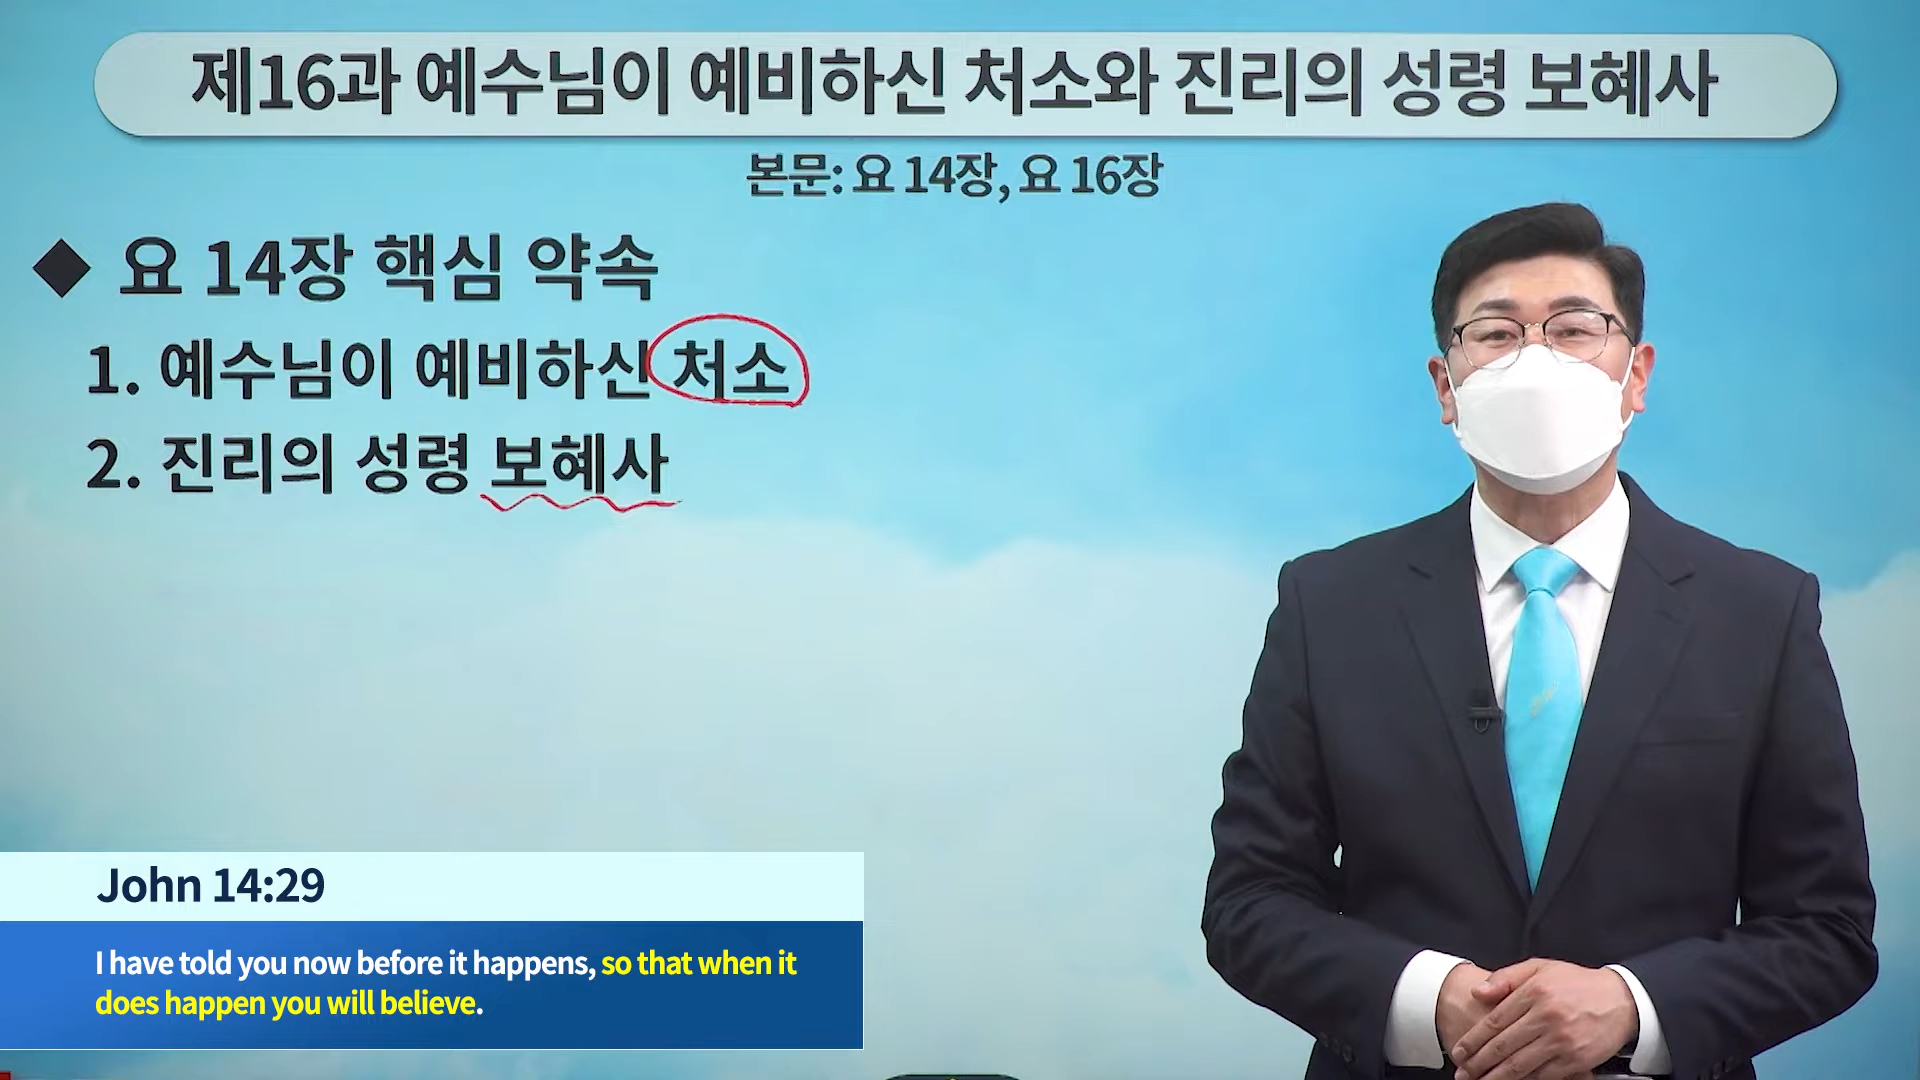 제16과 예수님이 예비하신 처소와 진리의 성령 보혜사
본문: 요 14장, 요 16장
◆ 요 14장 핵심 약속
1. 예수님이 예비하신 처소
2. 진리의 성령 보혜사
John 14:29
I have told you now before it happens, so that when it
does happen you will believe.